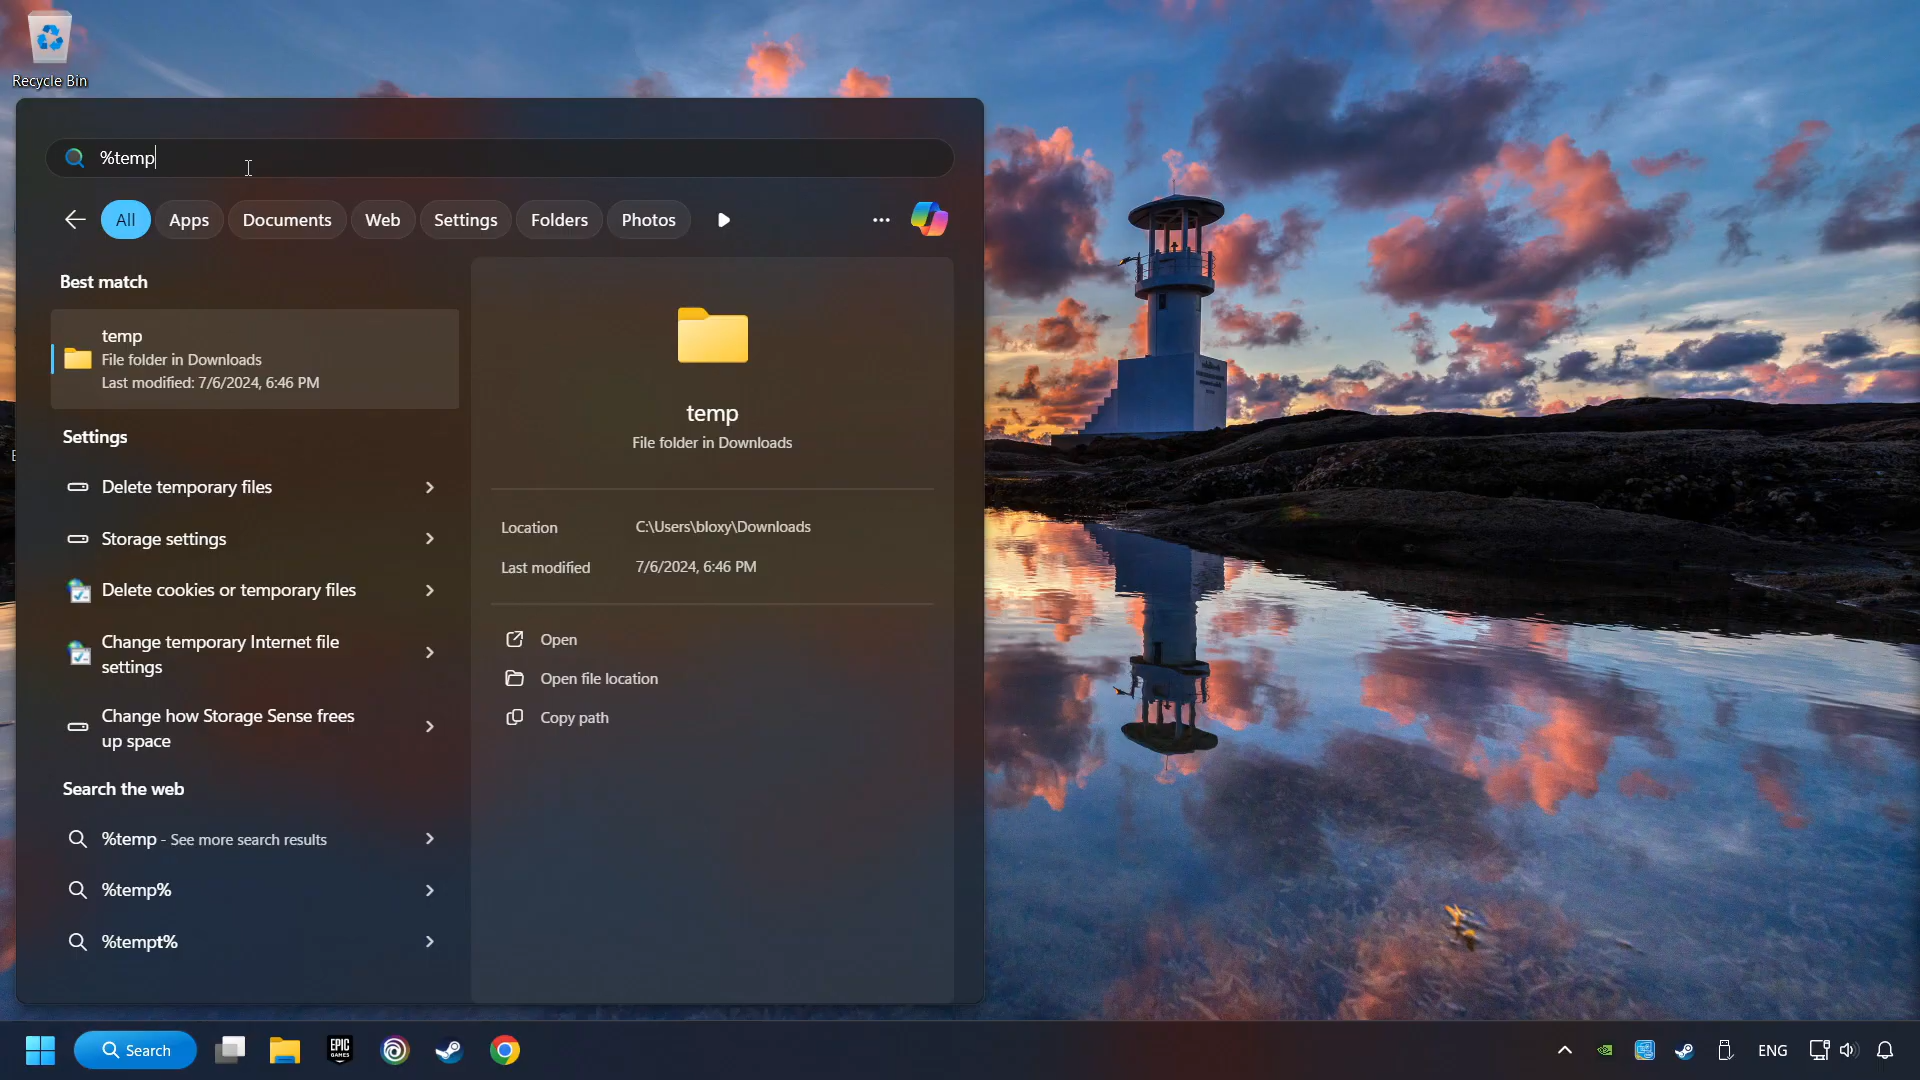 Recycle Bin
%temp
All Apps Documents Web Settings Folders Photos
Best match
temp
File folder in Downloads
Last modified: 7/6/2024, 6:46 PM
Settings
Delete temporary files
Storage settings
Delete cookies or temporary files
Change temporary Internet file
settings
Change how Storage Sense frees
up space
Search the web
%temp - See more search results
%temp%
%tempt%
temp
File folder in Downloads
Location C:\Users\bloxy\Downloads
Last modified 7/6/2024, 6:46 PM
Open
Open file location
Copy path
Search
EPIC
GAMES
ENG